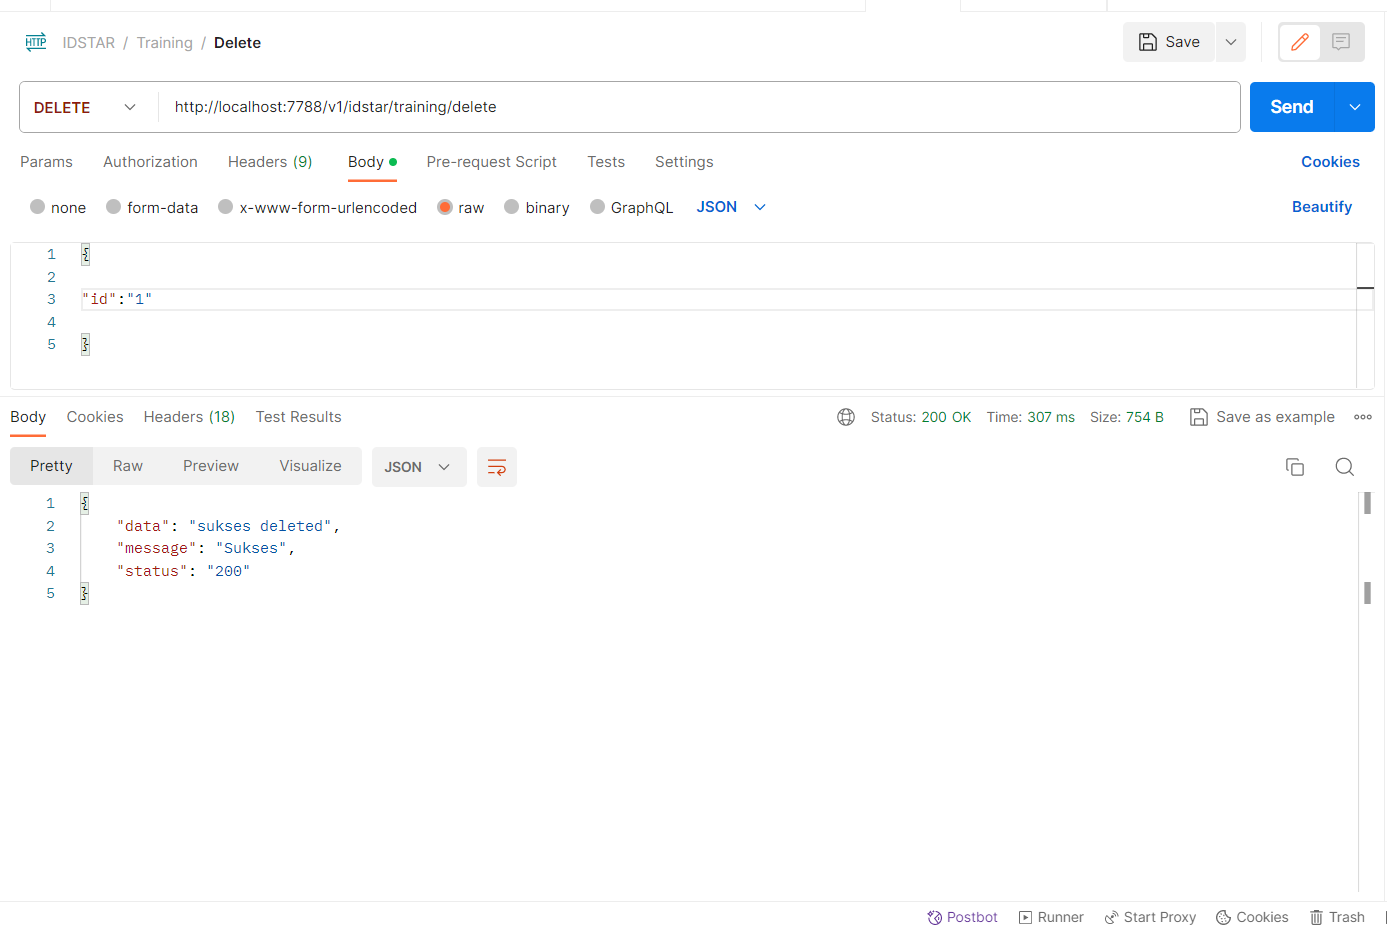 HTTP IDSTAR / Training / Delete Save
DELETE http://localhost:7788/v1/idstar/training/delete Send
Params Authorization Headers (9) Body Pre-request Script Tests Settings Cookies
none form-data x-www-form-urlencoded raw binary GraphQL JSON Beautify
1 {
2
3 "id":"1"
4
5 }
Body Cookies Headers (18) Test Results Status: 200 OK Time: 307 ms Size: 754 B Save as example
Pretty Raw Preview Visualize JSON
1 {
2 "data": "sukses deleted",
3 "message": "Sukses",
4 "status": "200"
5 }
Postbot Runner Start Proxy Cookies Trash